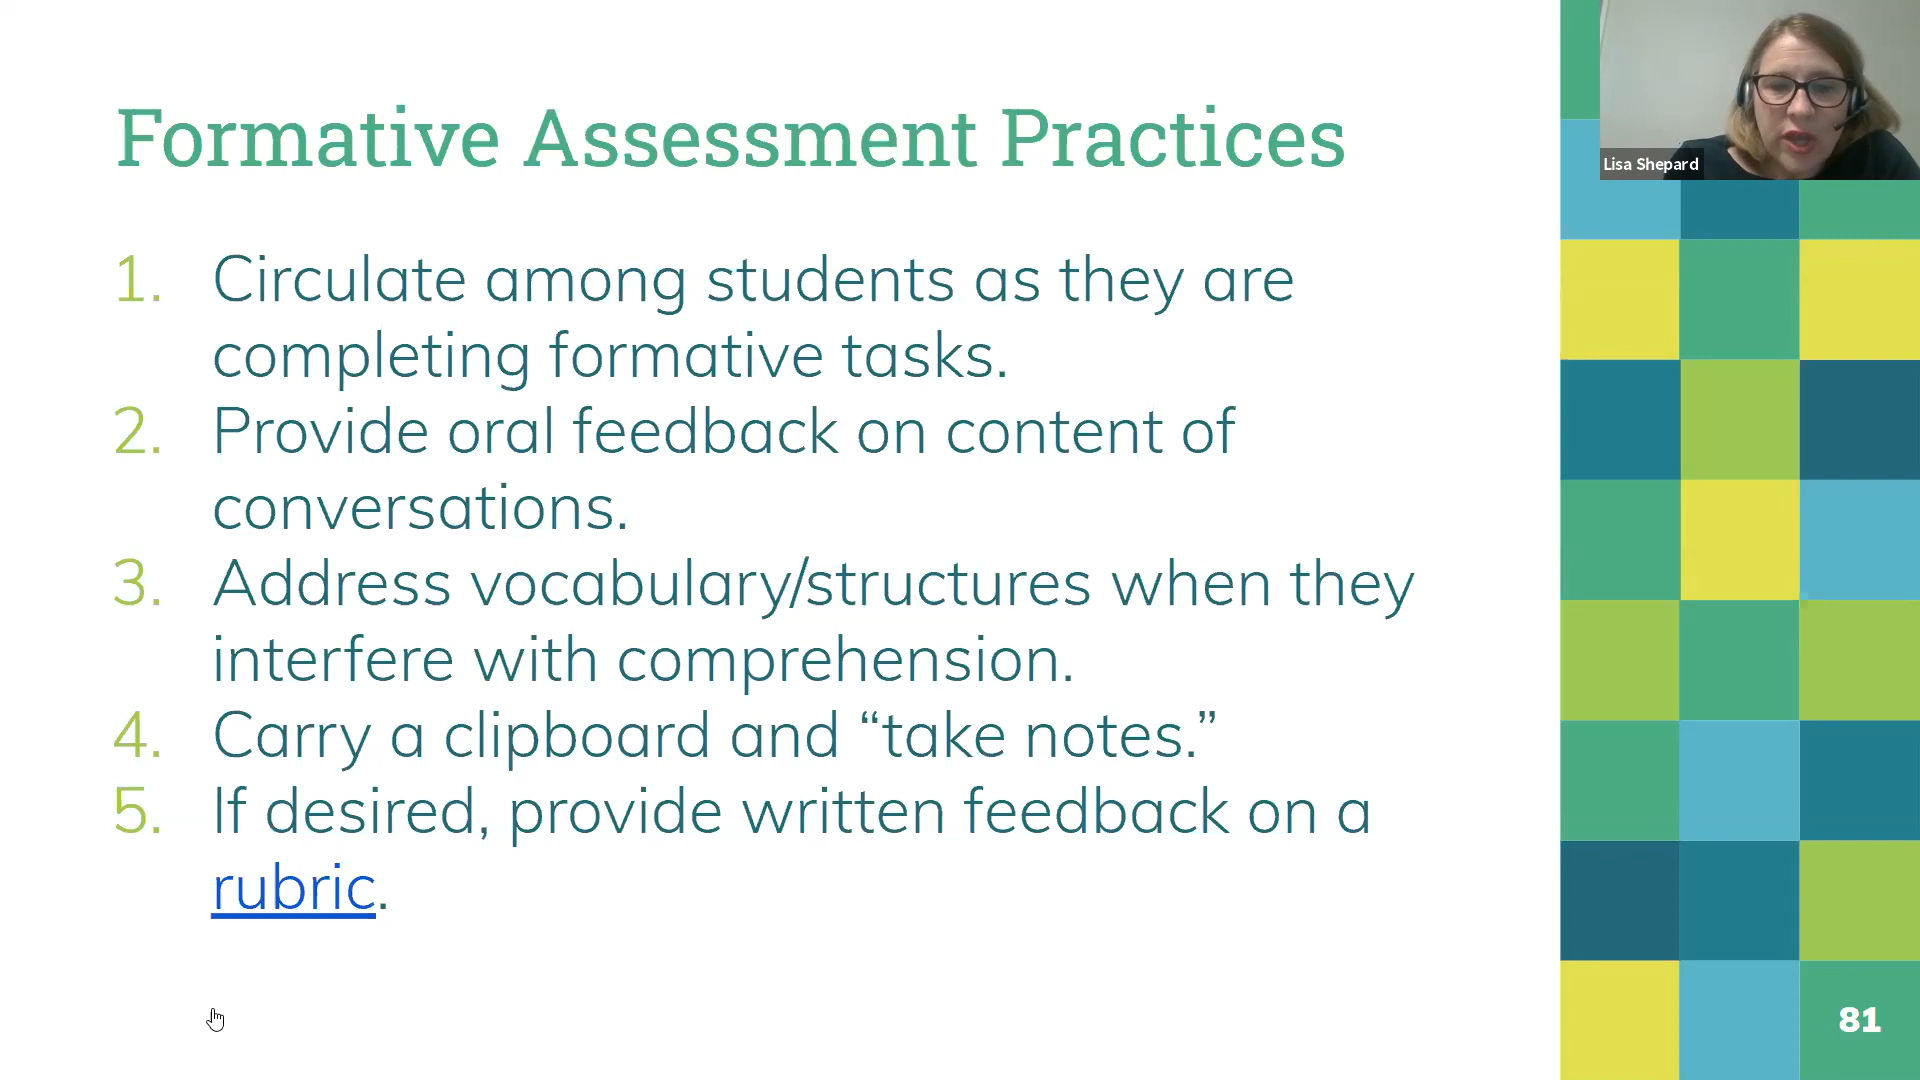 Formative Assessment Practices
Lisa Shepard
1. Circulate among students as they are
completing formative tasks.
2. Provide oral feedback on content of
conversations.
3. Address vocabulary/structures when they
interfere with comprehension.
4. Carry a clipboard and “take notes.”
5. If desired, provide written feedback on a
rubric.
81